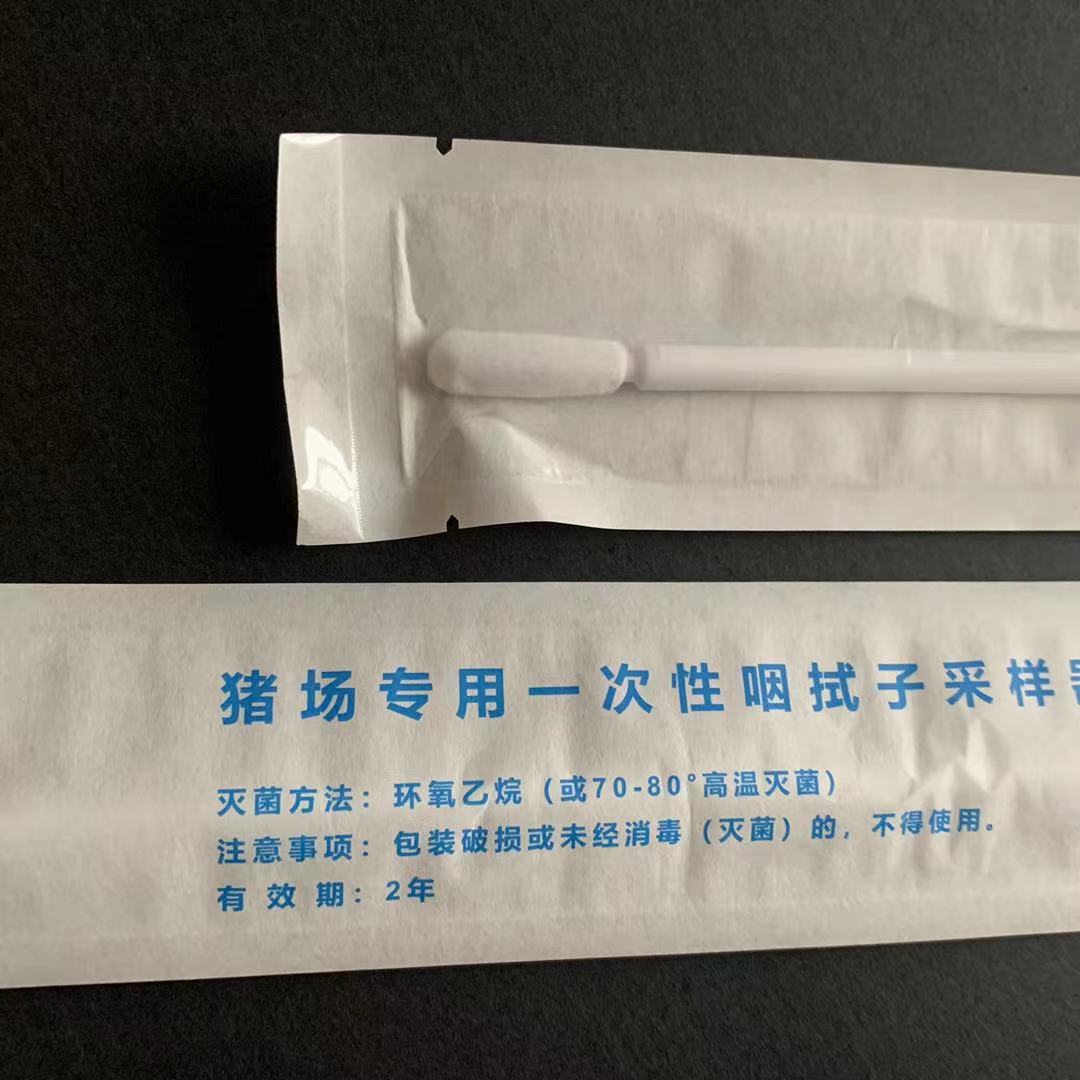 猪场专用一次性咽拭子采样器
灭菌方法：环氧乙烷（或70-80°高温灭菌）
注意事项：包装破损或未经消毒（灭菌）的，不得使用。
有 效 期：2年